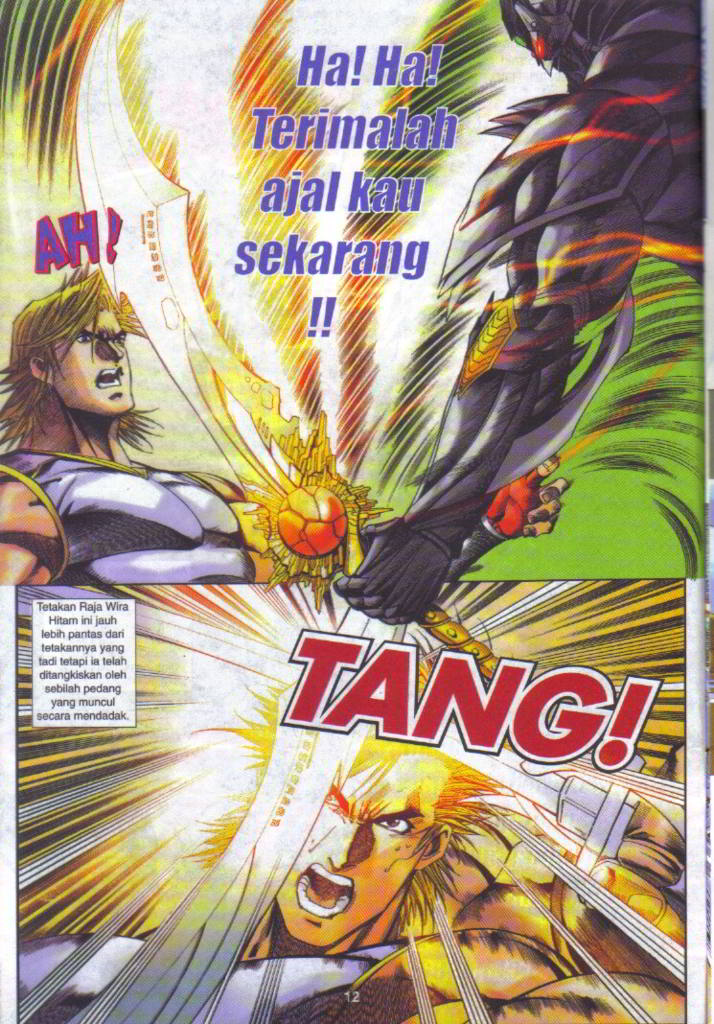 Ha! Ha!
Terimalah
ajal kau
sekarang
!!
AH!
Tetakan Raja Wira
Hitam ini jauh
lebih pantas dari
tetakannya yang
tadi tetapi ia telah
ditangkiskan oleh
sebilah pedang
yang muncul
secara mendadak.
TANG!
12